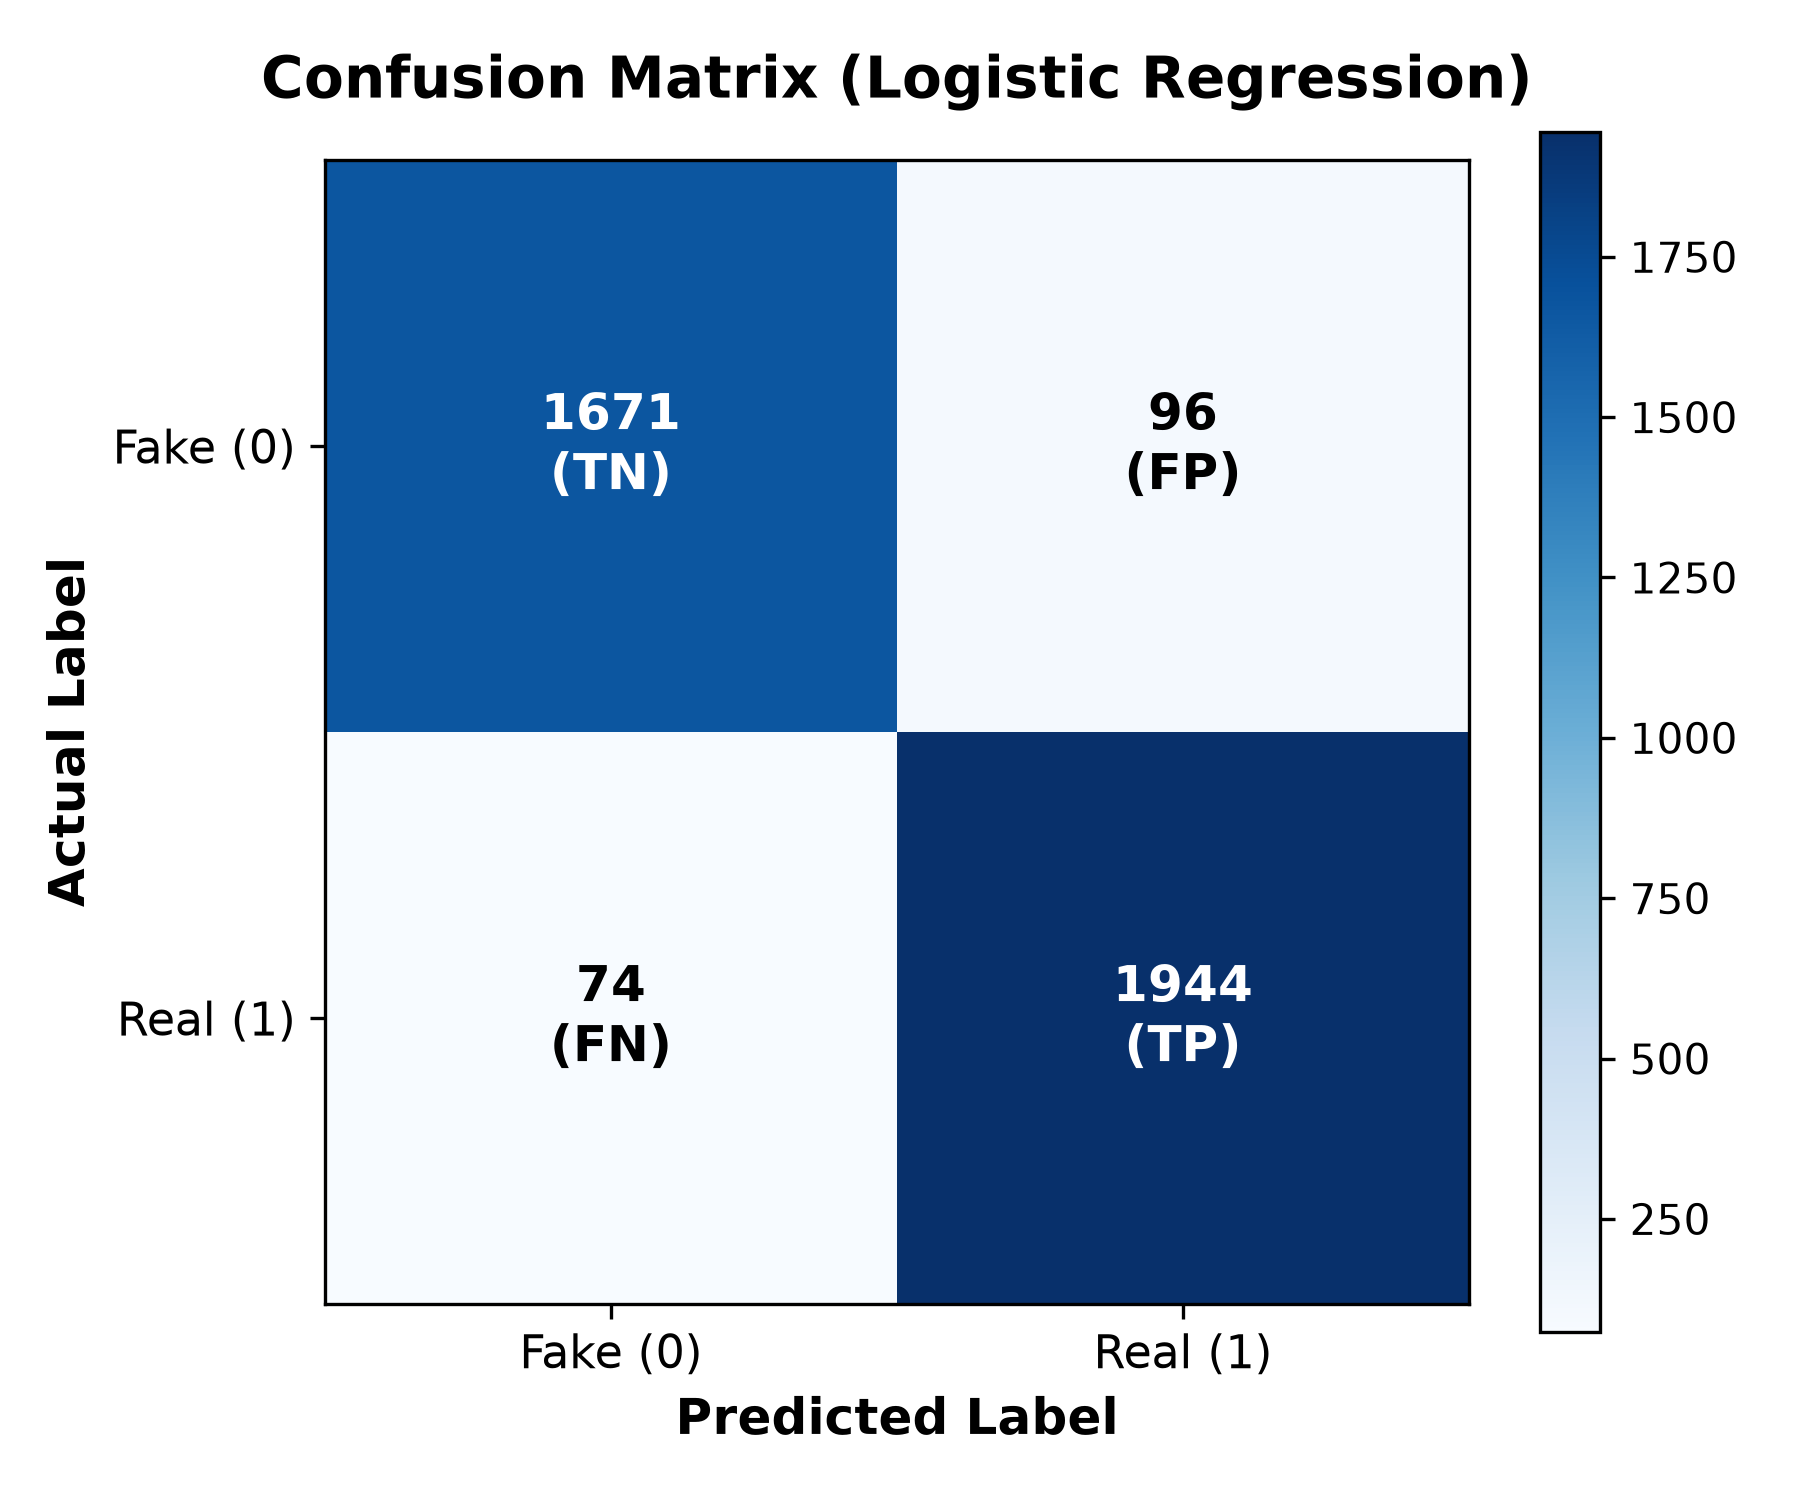 Confusion Matrix (Logistic Regression)
Actual Label
Fake (0)
1671
(TN)
96
(FP)
Real (1)
74
(FN)
1944
(TP)
Fake (0)
Real (1)
Predicted Label
1750
1500
1250
1000
750
500
250